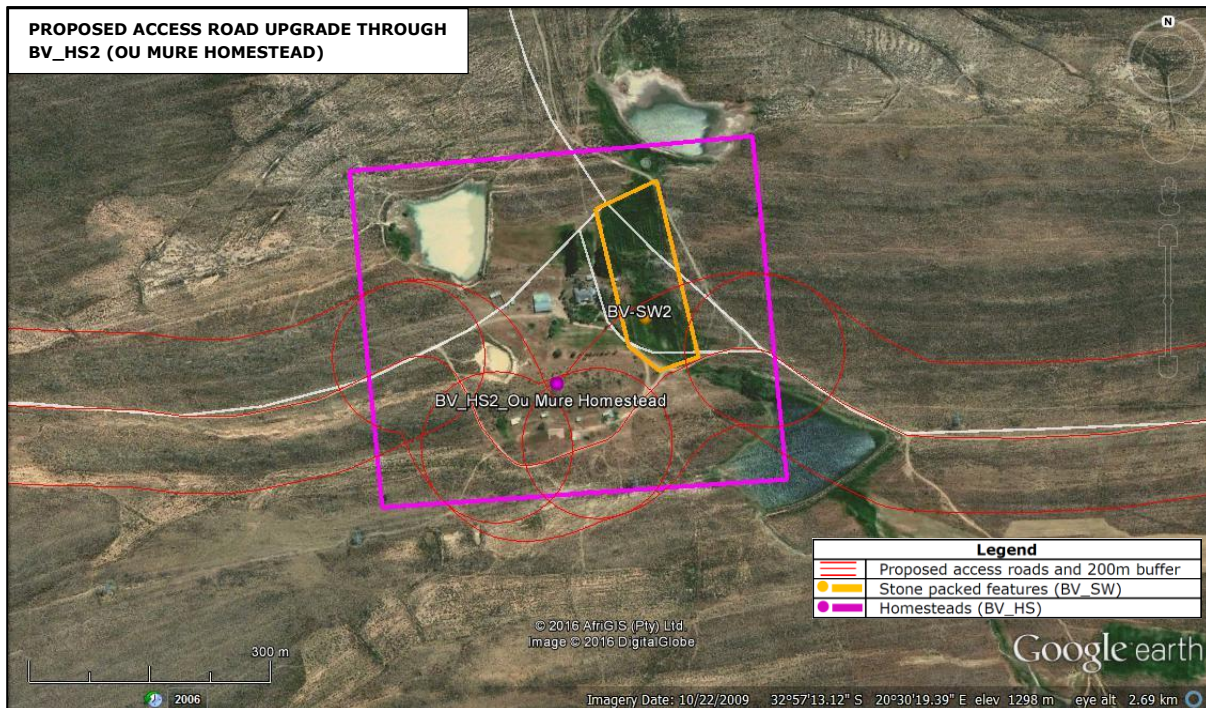 PROPOSED ACCESS ROAD UPGRADE THROUGH
BV_HS2 (OU MURE HOMESTEAD)
N
BV-SW2
BV_HS2_Ou Mure Homestead
Legend
Proposed access roads and 200m buffer
Stone packed features (BV_SW)
Homesteads (BV_HS)
© 2016 AfriGIS (Pty) Ltd.
Image © 2016 DigitalGlobe
Google earth
300 m
2006
Imagery Date: 10/22/2009 32°57'13.12" S 20°30'19.39" E elev 1298 m eye alt 2.69 km